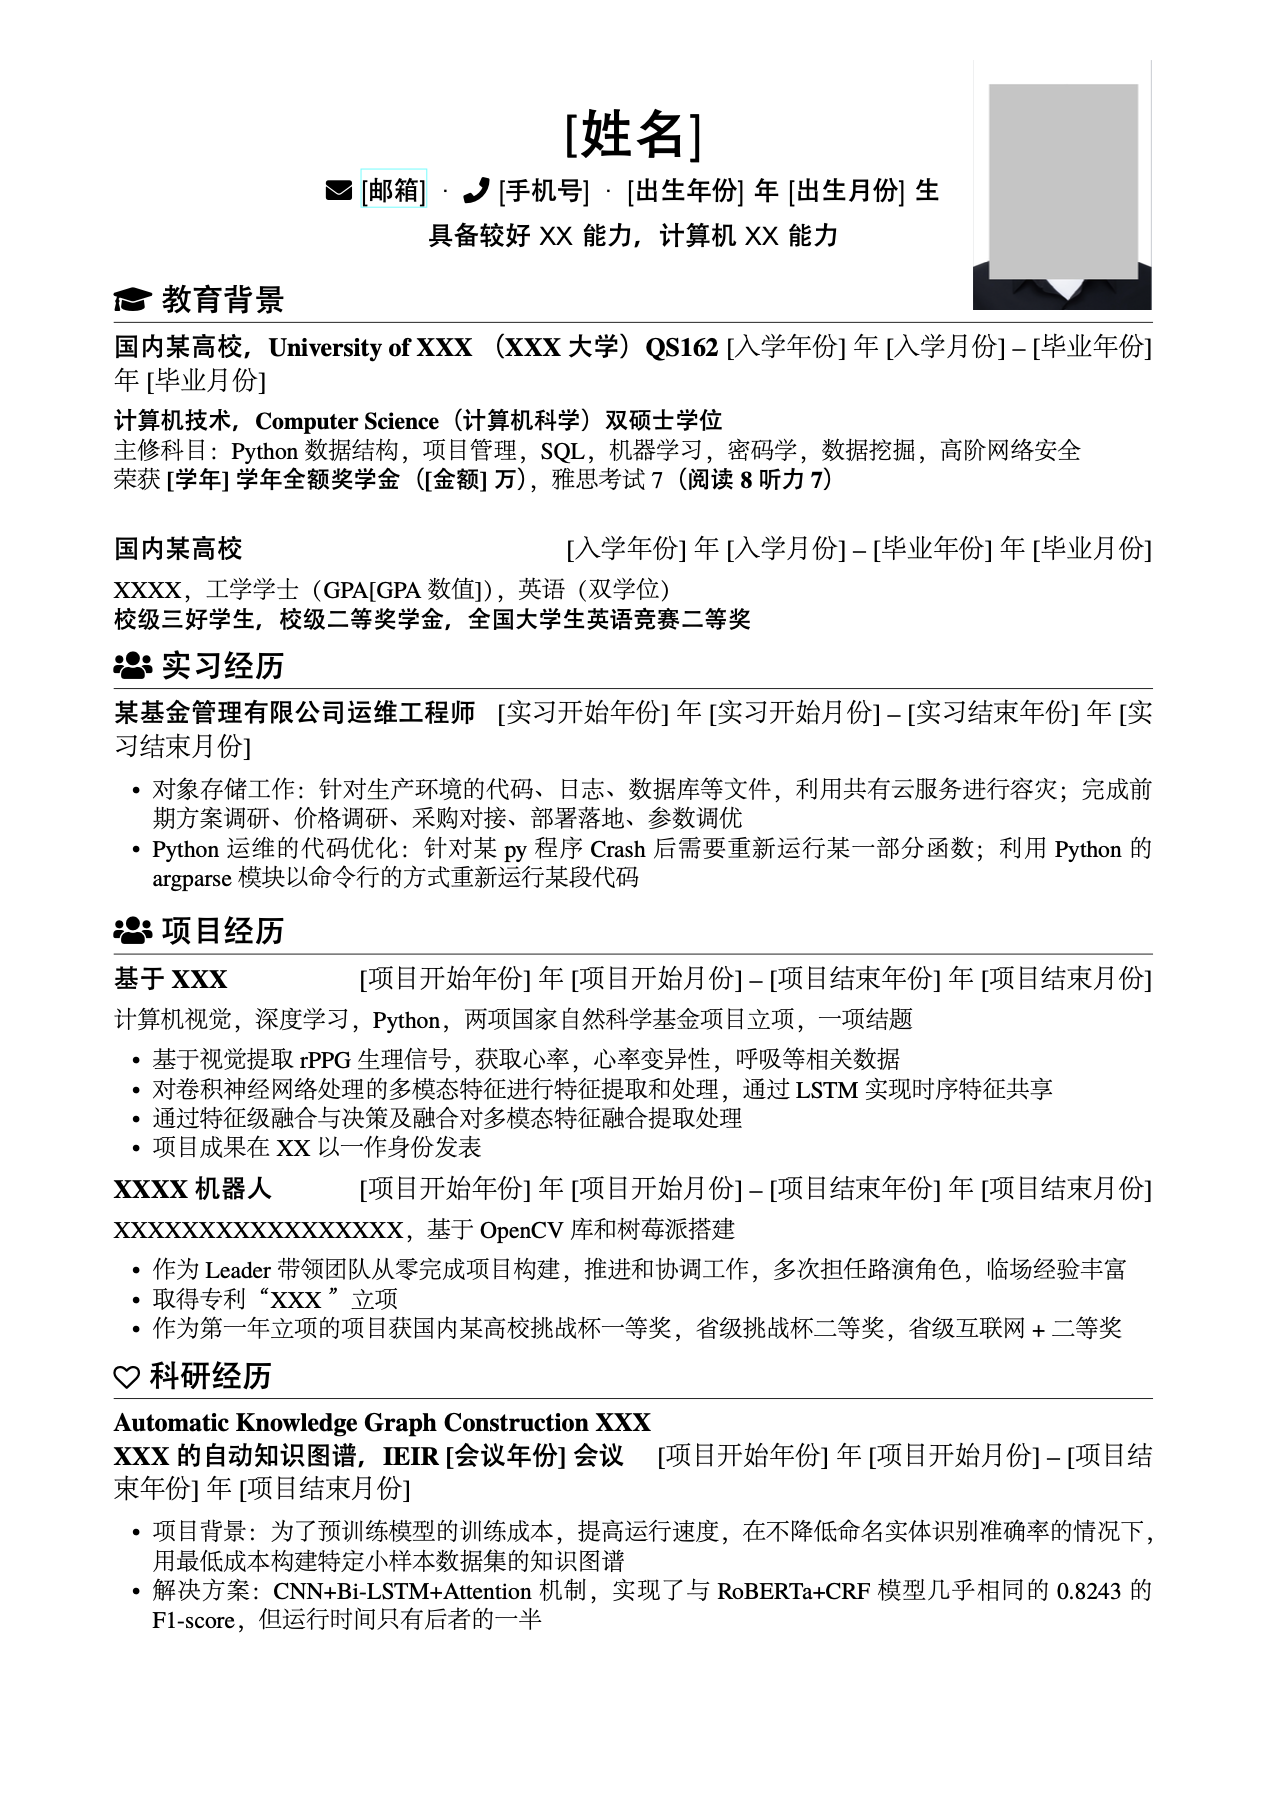 [姓名]
[邮箱] · [手机号] · [出生年份] 年 [出生月份] 生
具备较好 XX 能力，计算机 XX 能力
教育背景
国内某高校，University of XXX （XXX 大学）QS162 [入学年份] 年 [入学月份] – [毕业年份]
年 [毕业月份]
计算机技术，Computer Science（计算机科学）双硕士学位
主修科目：Python 数据结构，项目管理，SQL，机器学习，密码学，数据挖掘，高阶网络安全
荣获 [学年] 学年全额奖学金（[金额] 万），雅思考试 7（阅读 8 听力 7）
国内某高校 [入学年份] 年 [入学月份] – [毕业年份] 年 [毕业月份]
XXXX，工学学士（GPA[GPA 数值]），英语（双学位）
校级三好学生，校级二等奖学金，全国大学生英语竞赛二等奖
实习经历
某基金管理有限公司运维工程师 [实习开始年份] 年 [实习开始月份] – [实习结束年份] 年 [实
习结束月份]
• 对象存储工作：针对生产环境的代码、日志、数据库等文件，利用共有云服务进行容灾；完成前
期方案调研、价格调研、采购对接、部署落地、参数调优
• Python 运维的代码优化：针对某 py 程序 Crash 后需要重新运行某一部分函数；利用 Python 的
argparse 模块以命令行的方式重新运行某段代码
项目经历
基于 XXX [项目开始年份] 年 [项目开始月份] – [项目结束年份] 年 [项目结束月份]
计算机视觉，深度学习，Python，两项国家自然科学基金项目立项，一项结题
• 基于视觉提取 rPPG 生理信号，获取心率，心率变异性，呼吸等相关数据
• 对卷积神经网络处理的多模态特征进行特征提取和处理，通过 LSTM 实现时序特征共享
• 通过特征级融合与决策及融合对多模态特征融合提取处理
• 项目成果在 XX 以一作身份发表
XXXX 机器人 [项目开始年份] 年 [项目开始月份] – [项目结束年份] 年 [项目结束月份]
XXXXXXXXXXXXXXXXX，基于 OpenCV 库和树莓派搭建
• 作为 Leader 带领团队从零完成项目构建，推进和协调工作，多次担任路演角色，临场经验丰富
• 取得专利“XXX ”立项
• 作为第一年立项的项目获国内某高校挑战杯一等奖，省级挑战杯二等奖，省级互联网 + 二等奖
科研经历
Automatic Knowledge Graph Construction XXX
XXX 的自动知识图谱，IEIR [会议年份] 会议 [项目开始年份] 年 [项目开始月份] – [项目结
束年份] 年 [项目结束月份]
• 项目背景：为了预训练模型的训练成本，提高运行速度，在不降低命名实体识别准确率的情况下，
用最低成本构建特定小样本数据集的知识图谱
• 解决方案：CNN+Bi-LSTM+Attention 机制，实现了与 RoBERTa+CRF 模型几乎相同的 0.8243 的
F1-score，但运行时间只有后者的一半